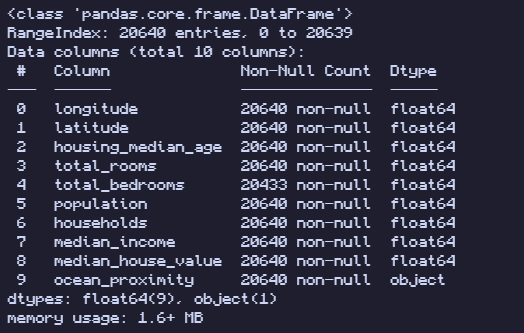 <class 'pandas.core.frame.DataFrame'>
RangeIndex: 20640 entries, 0 to 20639
Data columns (total 10 columns):
 #   Column              Non-Null Count  Dtype
---  ------              --------------  -----
 0   longitude           20640 non-null  float64
 1   latitude            20640 non-null  float64
 2   housing_median_age  20640 non-null  float64
 3   total_rooms         20640 non-null  float64
 4   total_bedrooms      20433 non-null  float64
 5   population          20640 non-null  float64
 6   households          20640 non-null  float64
 7   median_income       20640 non-null  float64
 8   median_house_value  20640 non-null  float64
 9   ocean_proximity     20640 non-null  object
dtypes: float64(9), object(1)
memory usage: 1.6+ MB